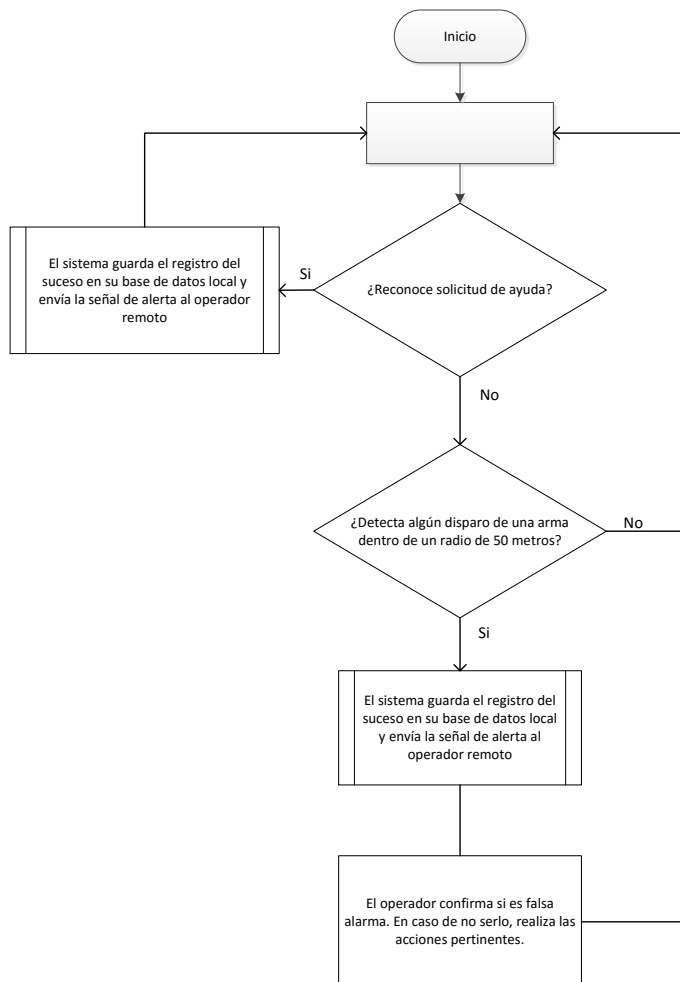 Inicio
¿Reconoce solicitud de ayuda?
Si
El sistema guarda el registro del
suceso en su base de datos local y
envía la señal de alerta al operador
remoto
No
¿Detecta algún disparo de una arma
dentro de un radio de 50 metros?
No
Si
El sistema guarda el registro del
suceso en su base de datos local
y envía la señal de alerta al
operador remoto
El operador confirma si es falsa
alarma. En caso de no serlo, realiza las
acciones pertinentes.